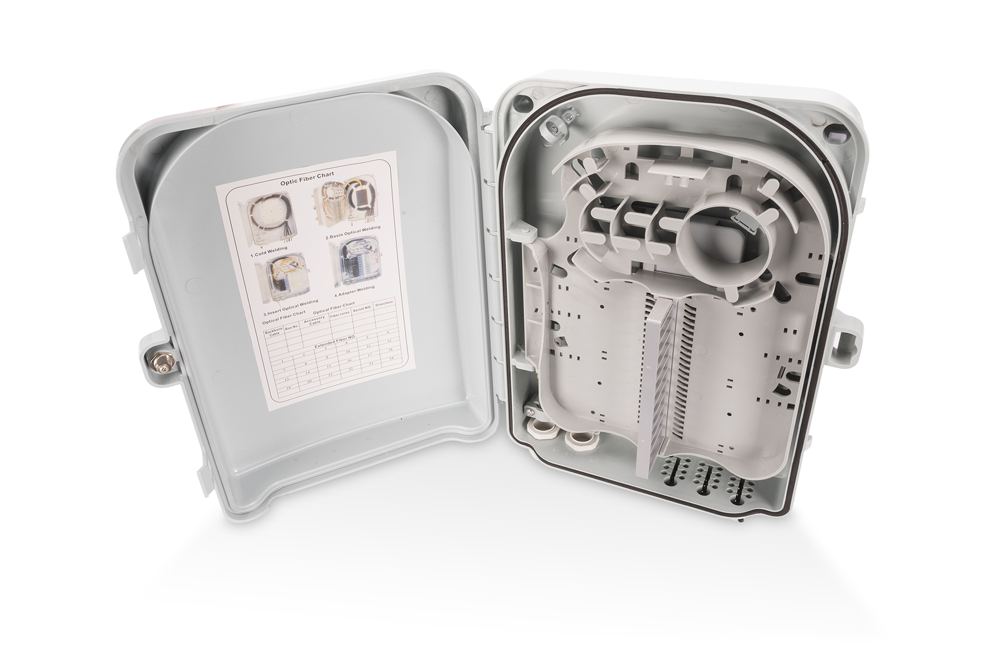 Optic Fiber Chart
1.Cold Welding
2.Basin Optical Welding
3.Insert Optical Welding
4.Adapter Welding
Optical Fiber Chart Optical Fiber Chart
Backbone Cable Box No. Accessory Cable Fiber cores Serial NO. Direction
Extended Fiber NO.
1 2 3 4 5 6
7 8 9 10 11 12
13 14 15 16 17 18
19 20 21 22 23 24